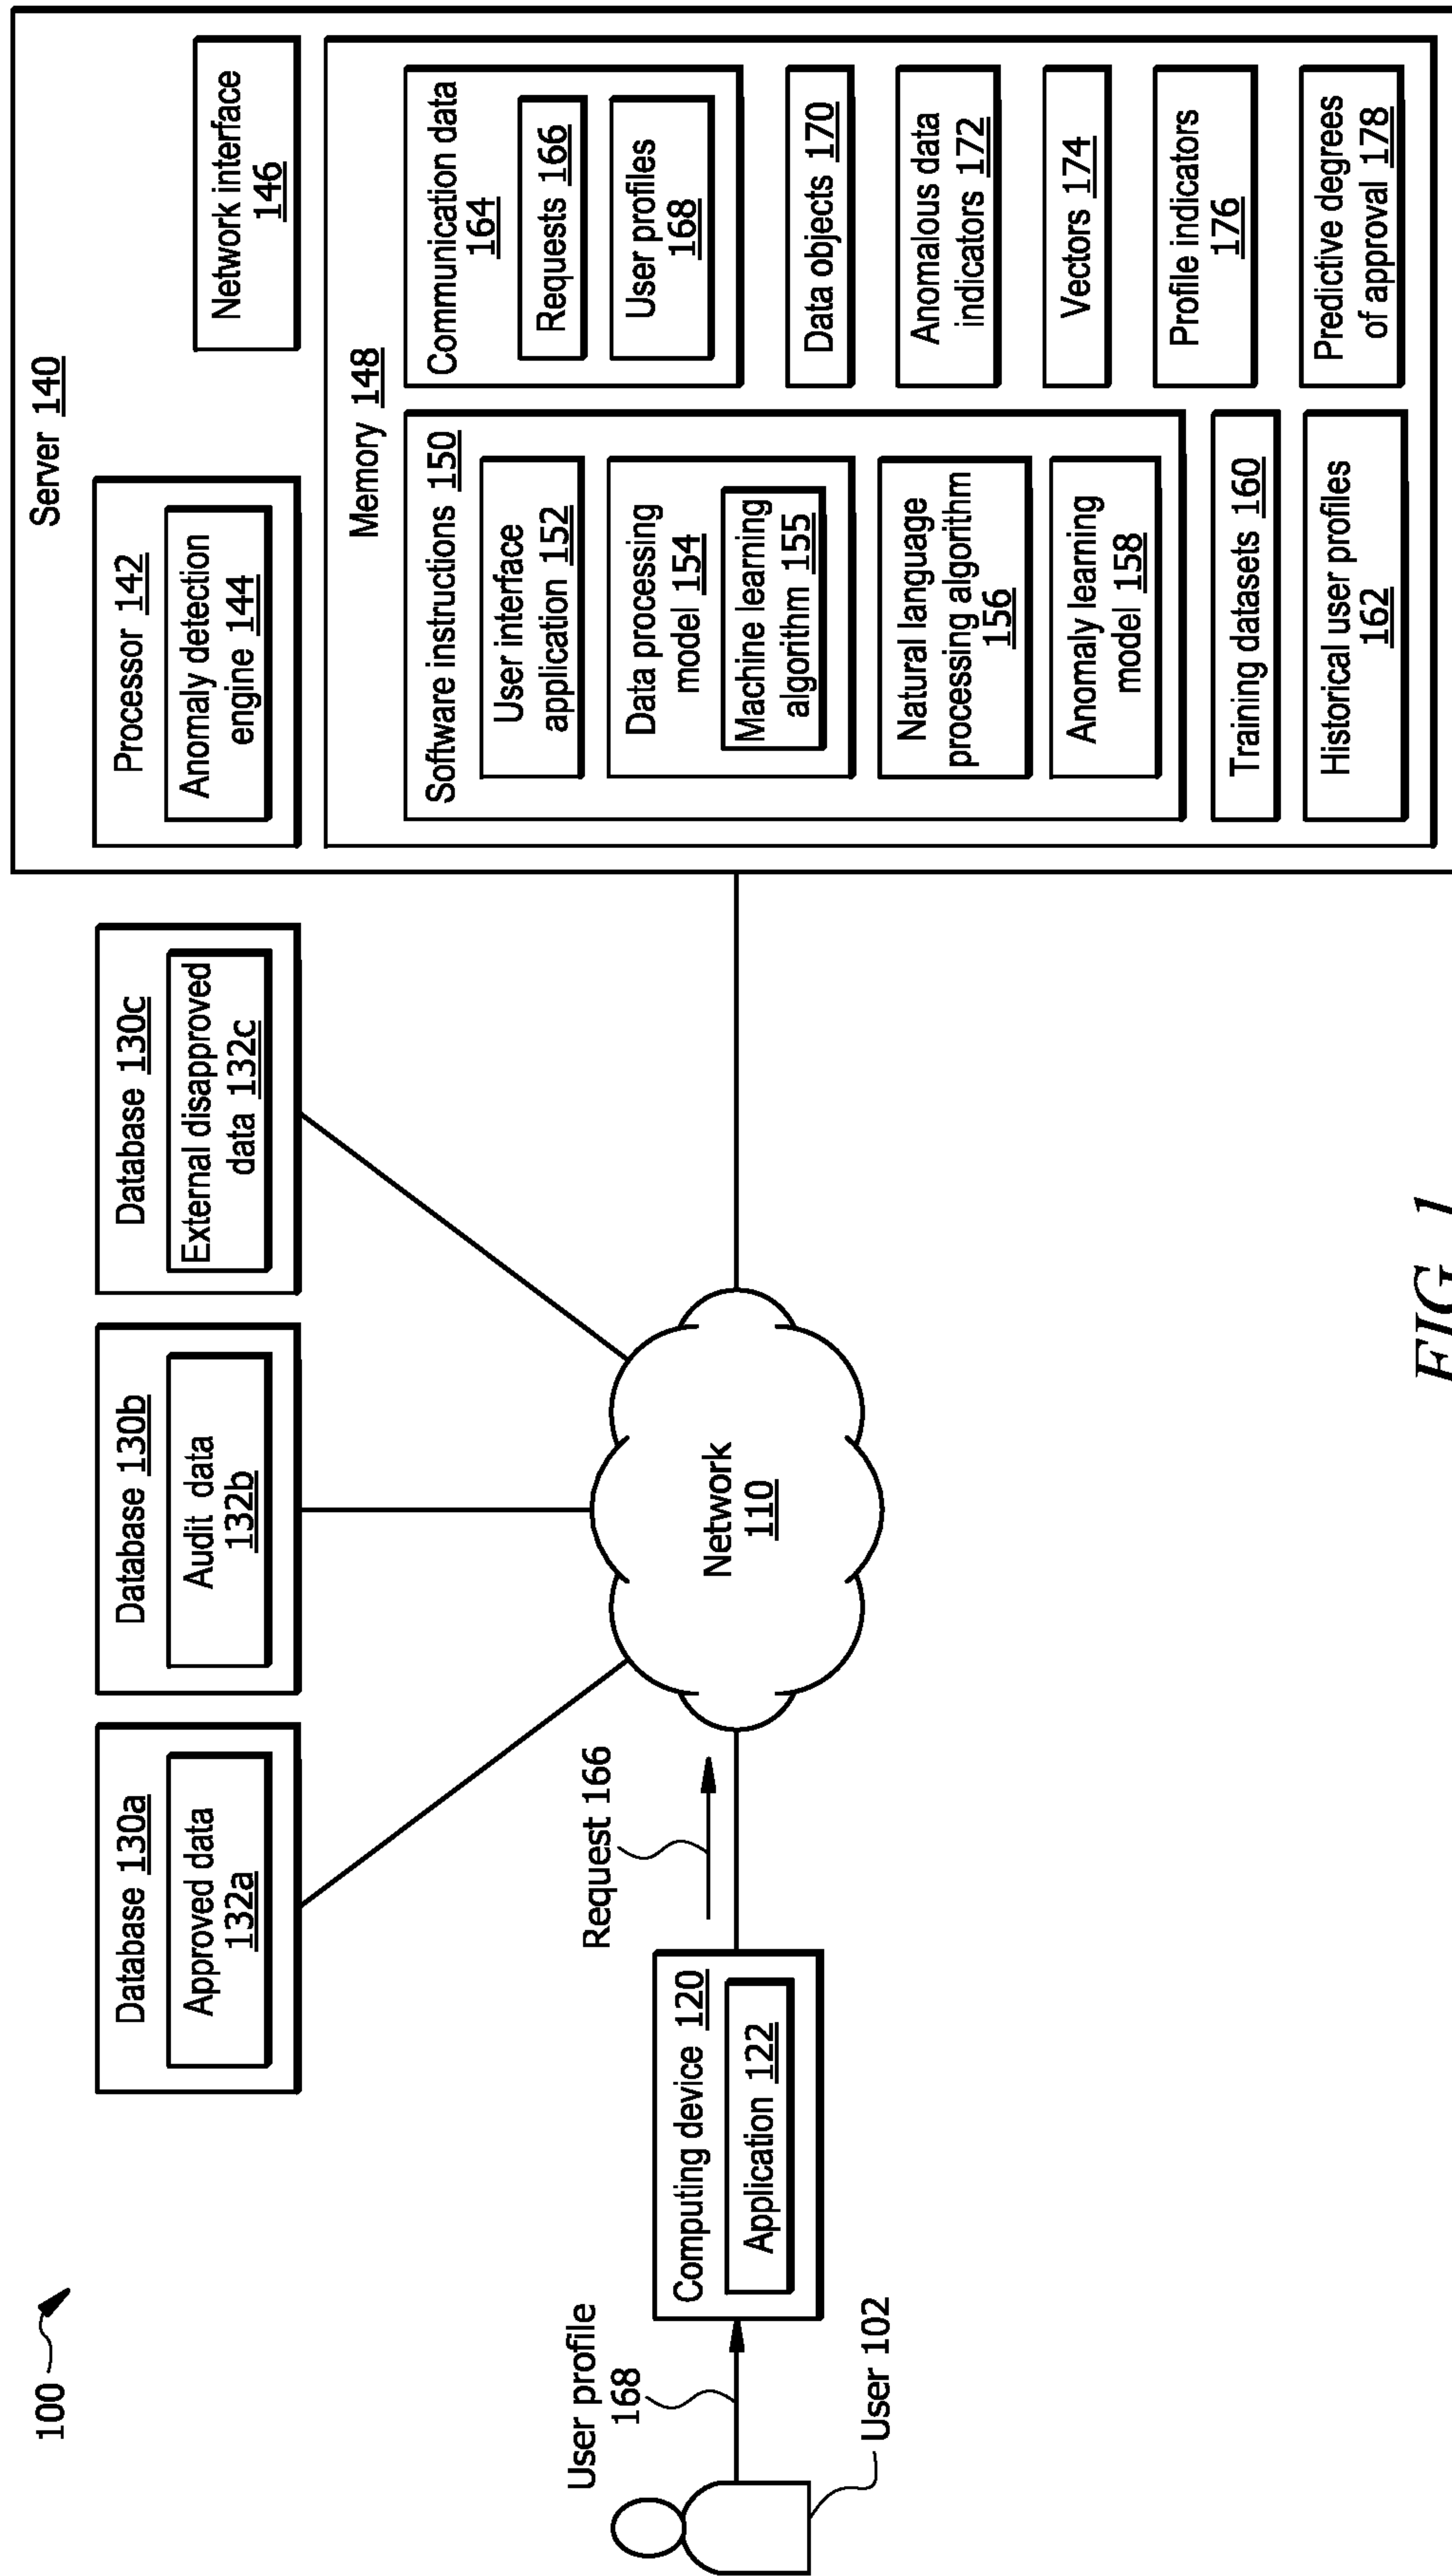 100
Database 130a
Approved data
132a
Database 130b
Audit data
132b
Database 130c
External disapproved
data 132c
User profile
168
User 102
Computing device 120
Application 122
Request 166
Network
110
Server 140
Processor 142
Anomaly detection
engine 144
Network interface
146
Memory 148
Software instructions 150
User interface
application 152
Data processing
model 154
Machine learning
algorithm 155
Natural language
processing algorithm
156
Anomaly learning
model 158
Training datasets 160
Historical user profiles
162
Communication data
164
Requests 166
User profiles
168
Data objects 170
Anomalous data
indicators 172
Vectors 174
Profile indicators
176
Predictive degrees
of approval 178
FIG. 1